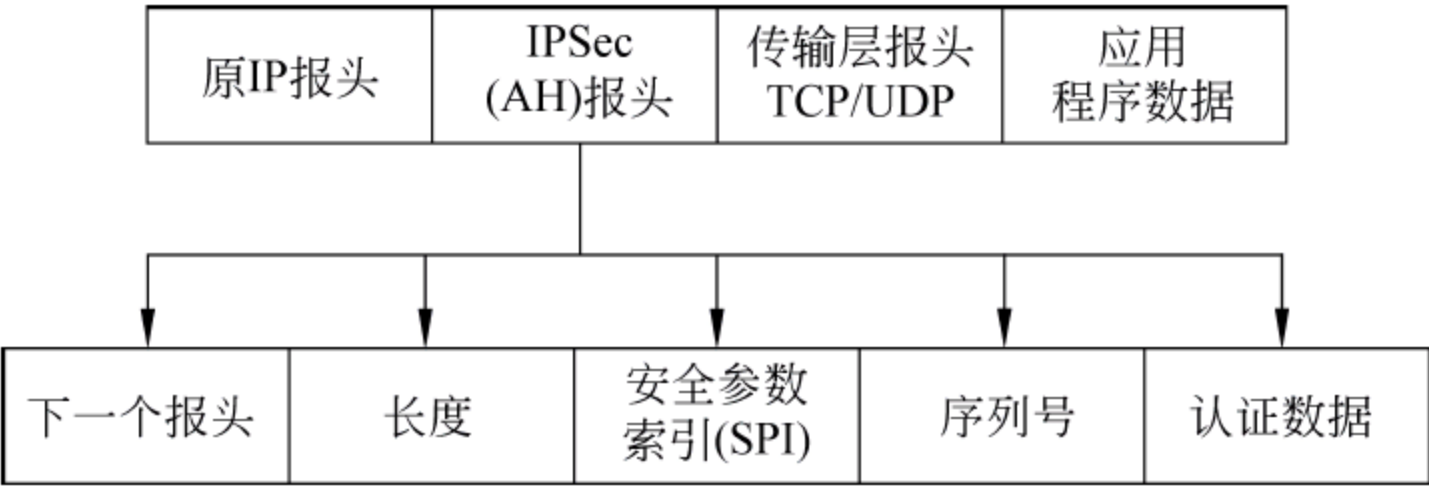 原IP报头
IPSec
(AH)报头
传输层报头
TCP/UDP
应用
程序数据
下一个报头
长度
安全参数
索引(SPI)
序列号
认证数据